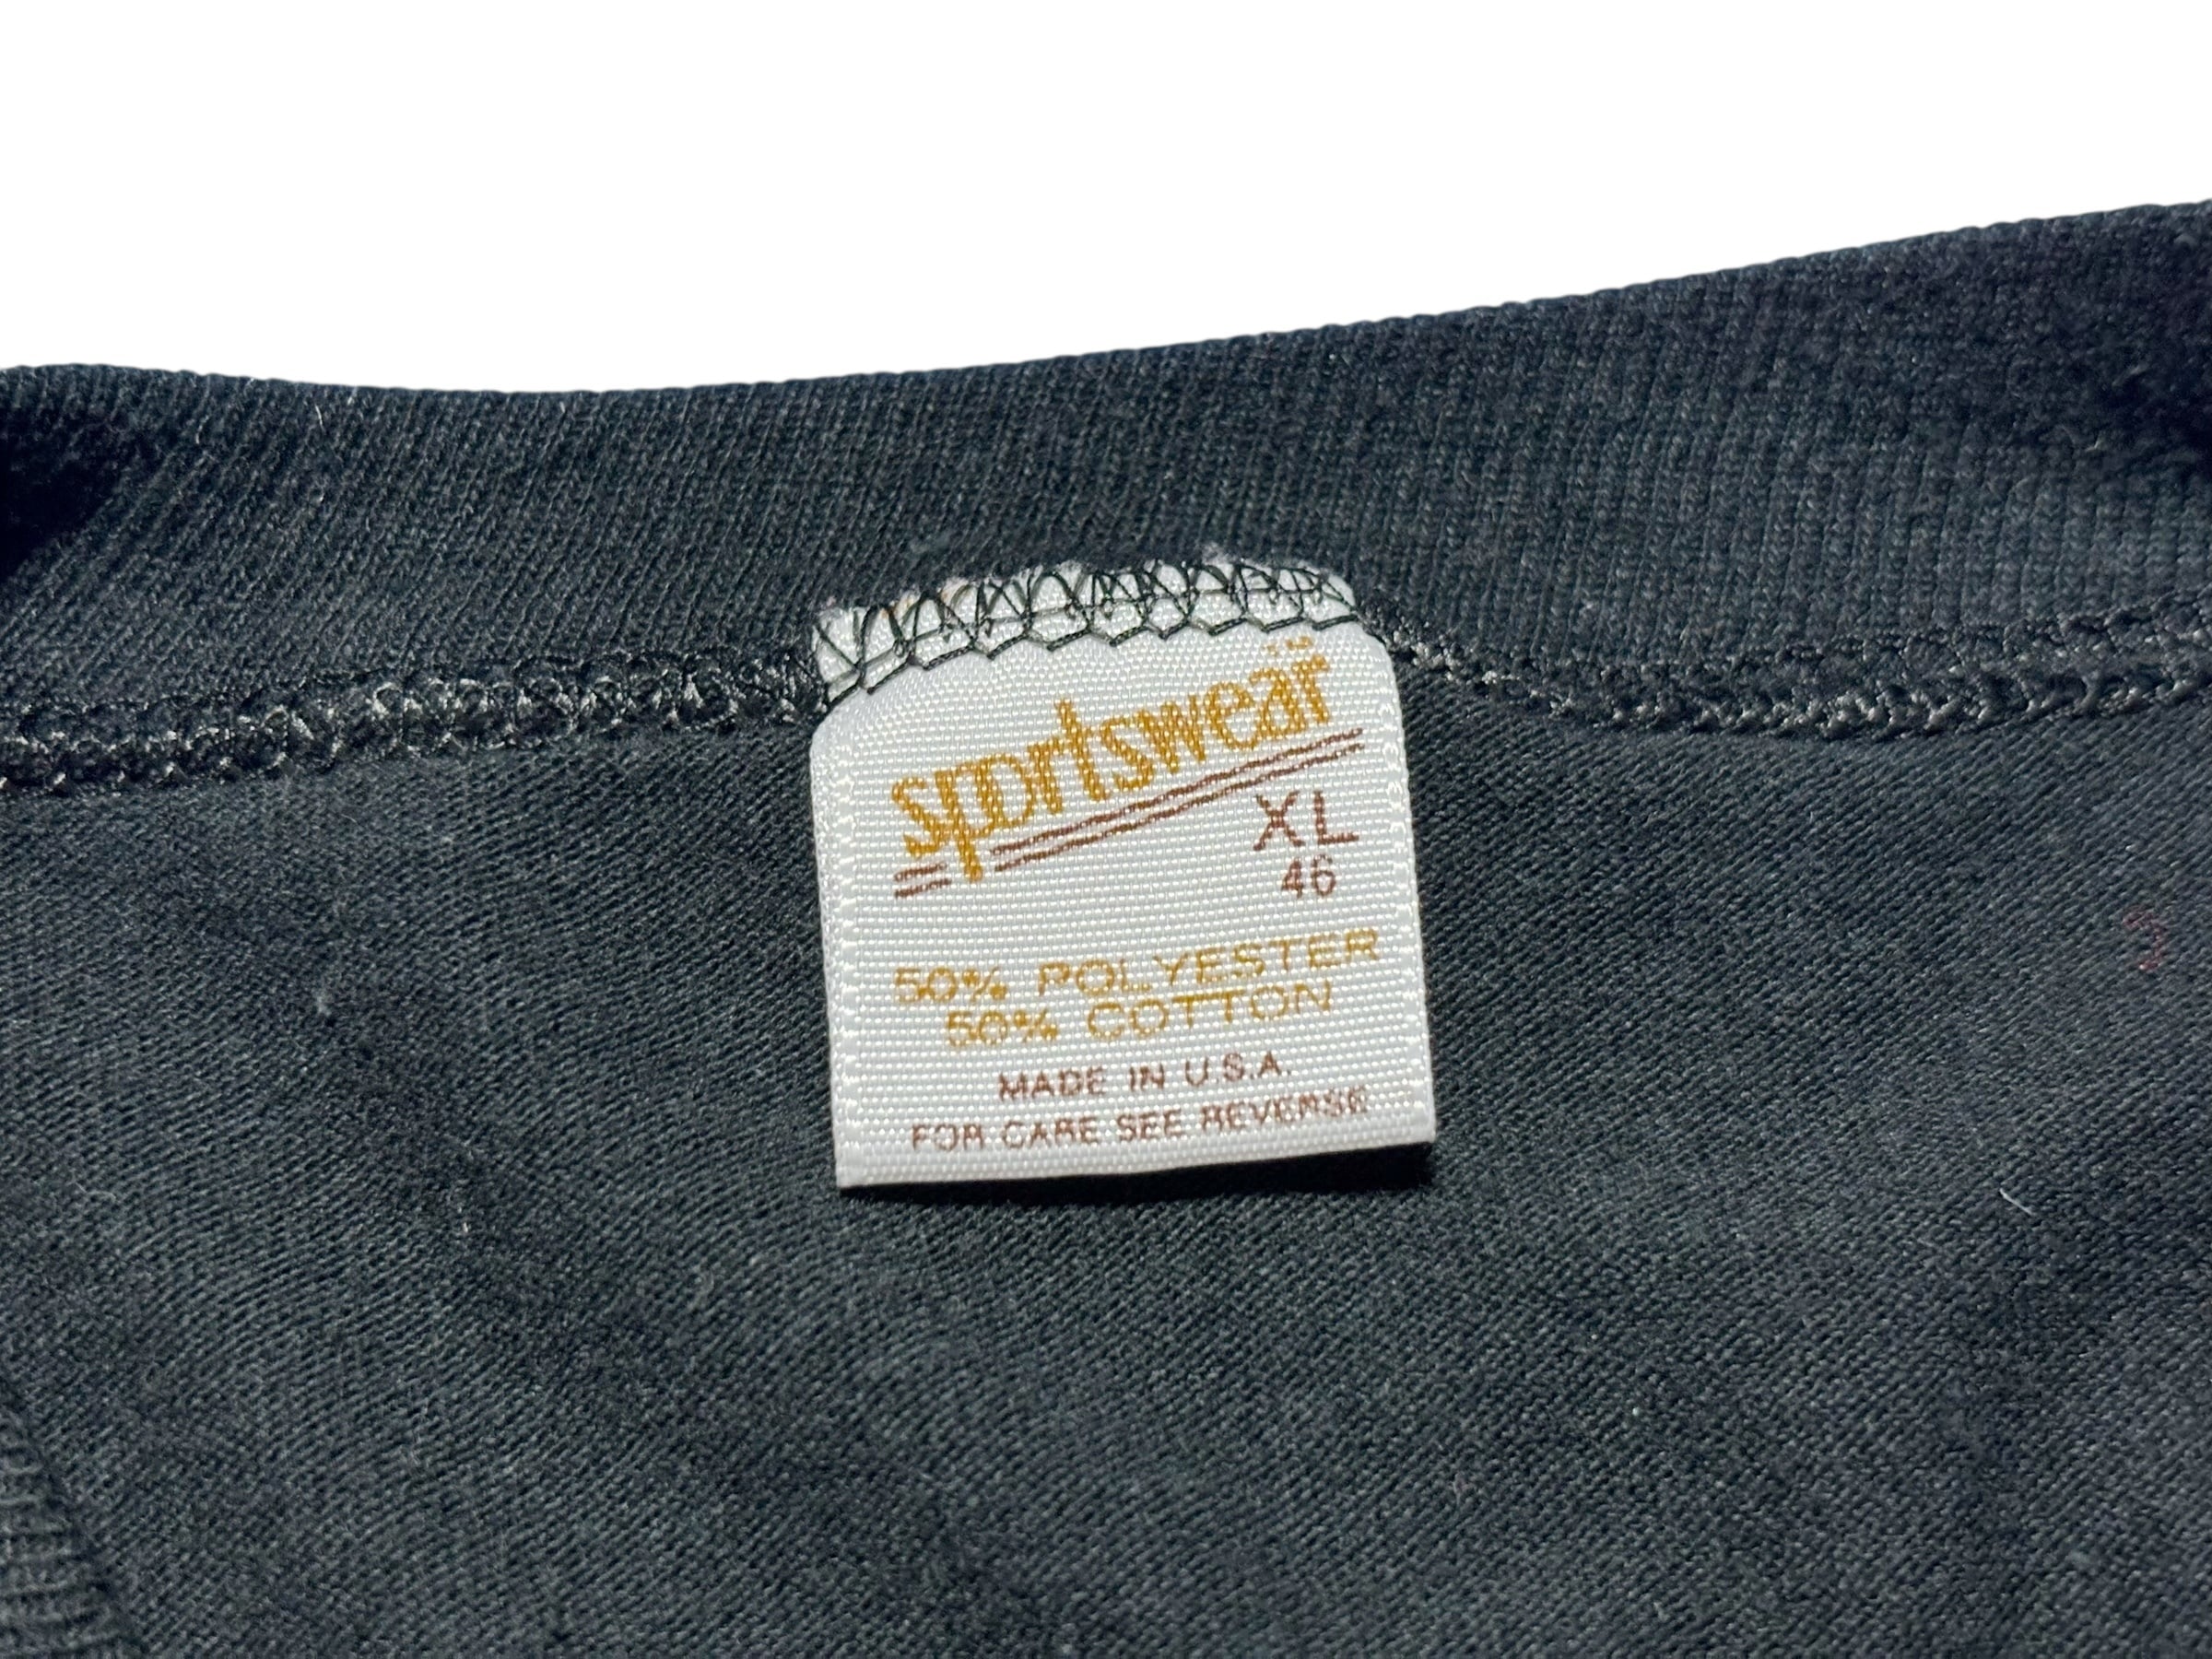 sportswear
XL
46
50% POLYESTER
50% COTTON
MADE IN U.S.A.
FOR CARE SEE REVERSE